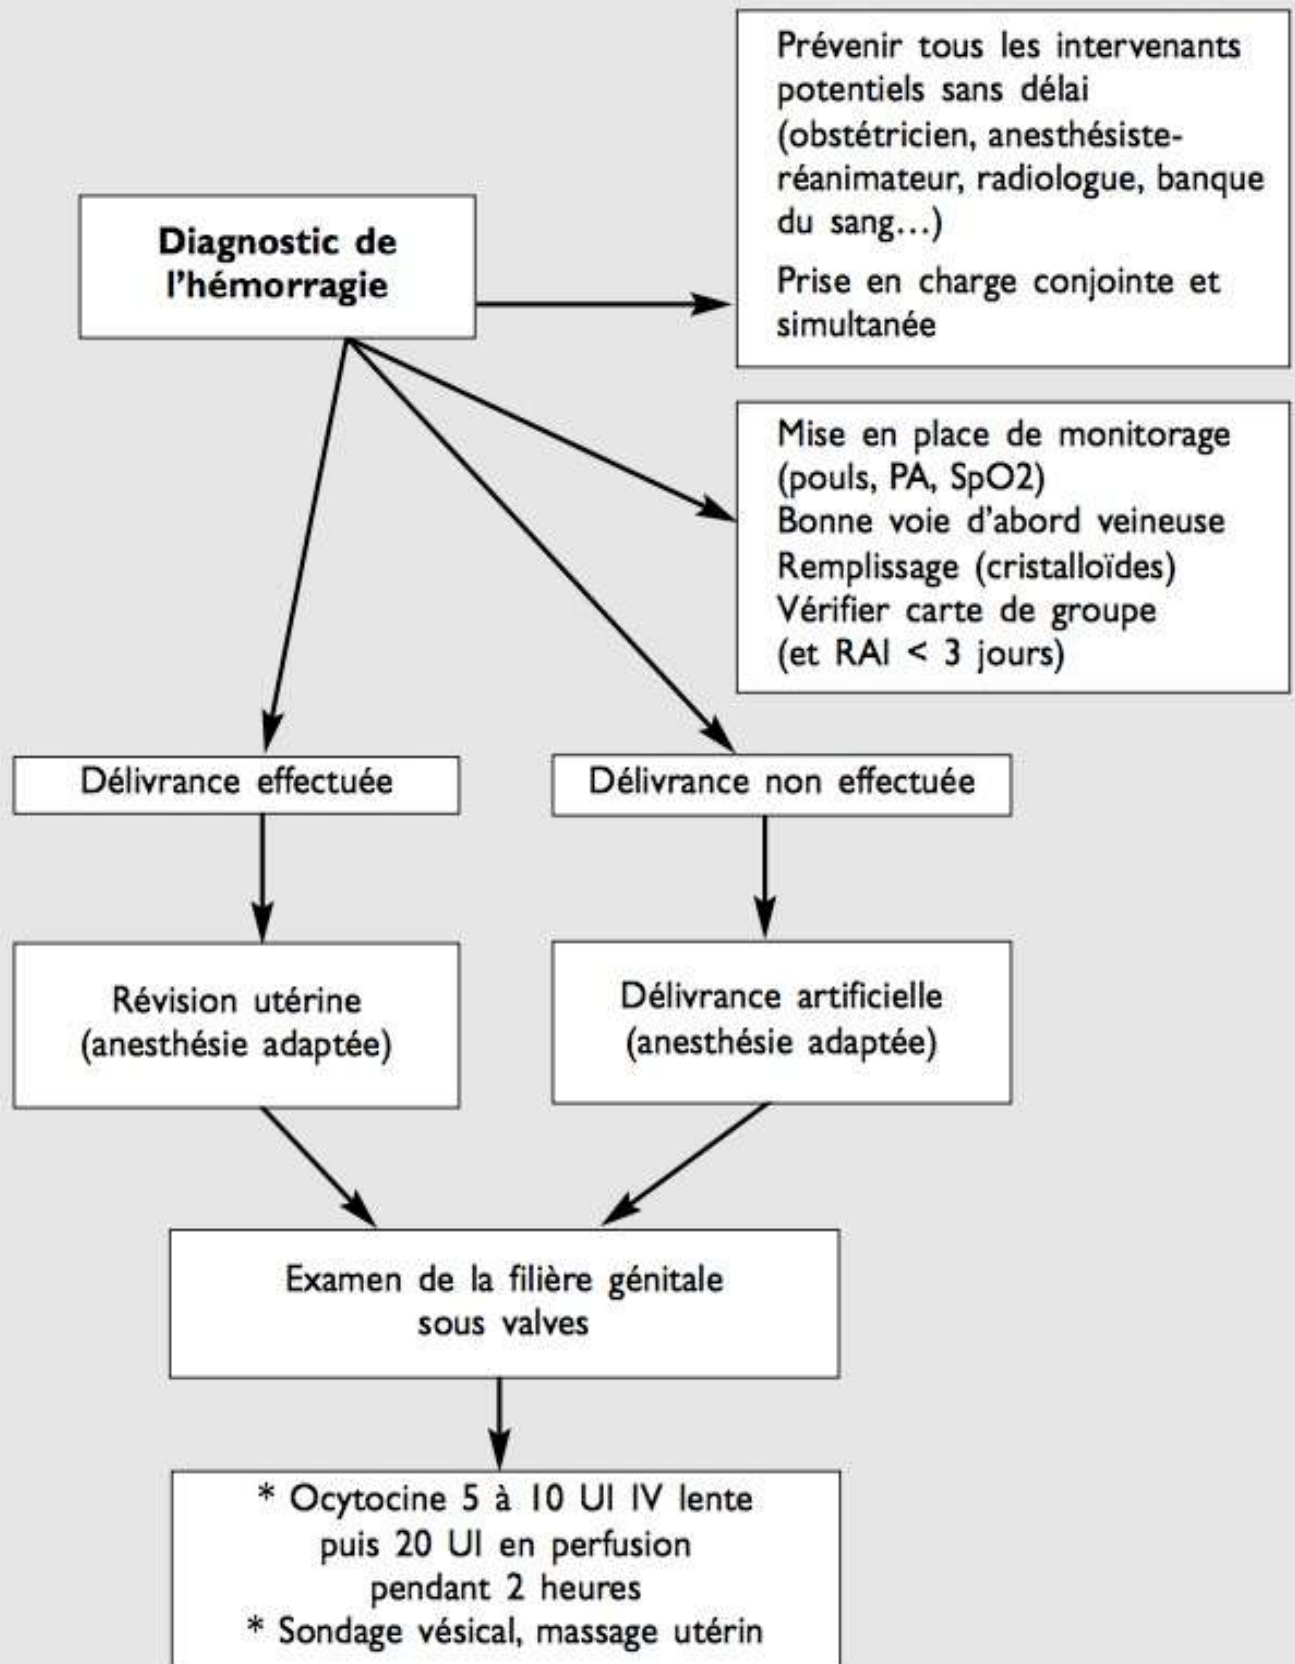 Prévenir tous les intervenants
potentiels sans délai
(obstétricien, anesthésiste-
réanimateur, radiologue, banque
du sang…)
Prise en charge conjointe et
simultanée
Diagnostic de
l'hémorragie
Mise en place de monitorage
(pouls, PA, SpO2)
Bonne voie d'abord veineuse
Remplissage (cristalloïdes)
Vérifier carte de groupe
(et RAI < 3 jours)
Délivrance effectuée
Délivrance non effectuée
Révision utérine
(anesthésie adaptée)
Délivrance artificielle
(anesthésie adaptée)
Examen de la filière génitale
sous valves
* Ocytocine 5 à 10 UI IV lente
puis 20 UI en perfusion
pendant 2 heures
* Sondage vésical, massage utérin